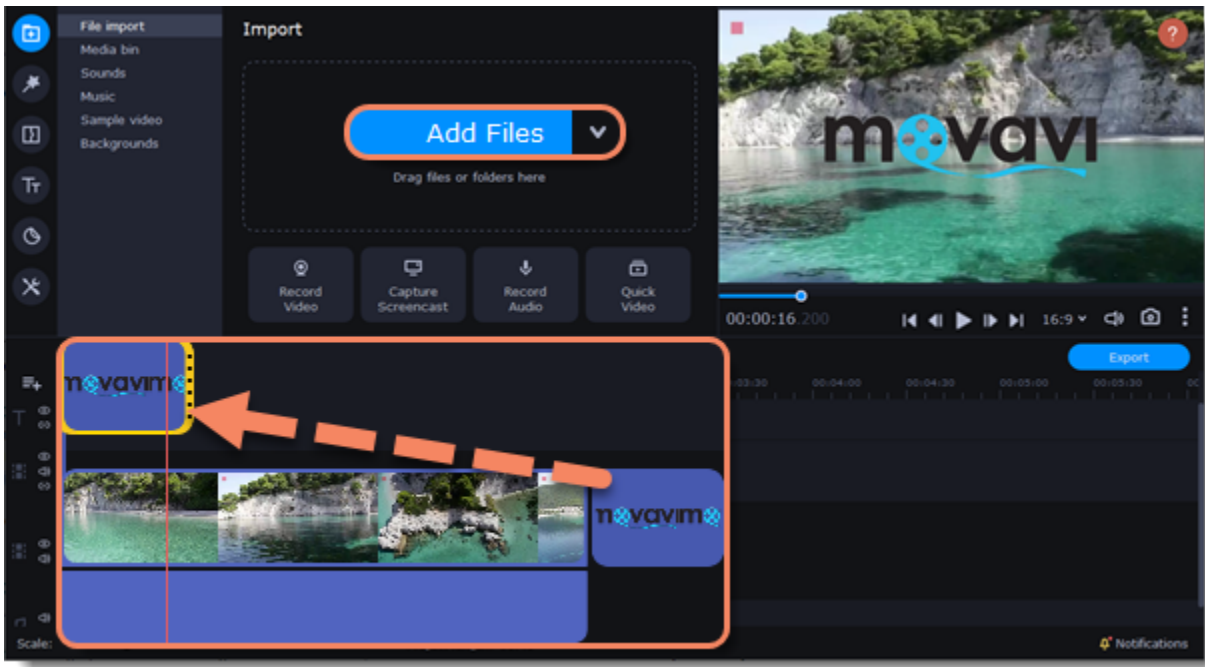 File import
Media bin
Sounds
Music
Sample video
Backgrounds
Import
Add Files
Drag files or folders here
Record
Video
Capture
Screencast
Record
Audio
Quick
Video
movavi
?
00:00:16.200
16:9
Export
03:30 00:04:00 00:04:30 00:05:00 00:05:30
movavi
movavi
Scale:
Notifications